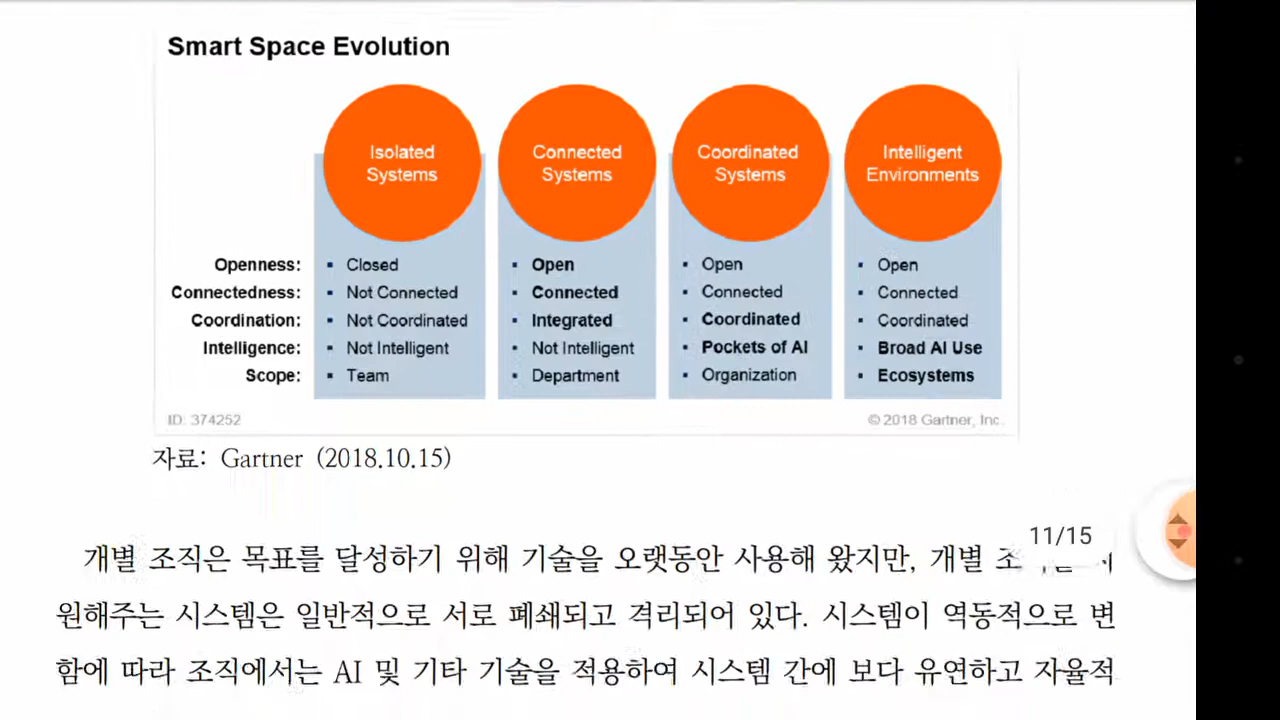 Smart Space Evolution
Isolated Systems
Connected Systems
Coordinated Systems
Intelligent Environments
Openness: ▪ Closed ▪ Open ▪ Open ▪ Open
Connectedness: ▪ Not Connected ▪ Connected ▪ Connected ▪ Connected
Coordination: ▪ Not Coordinated ▪ Integrated ▪ Coordinated ▪ Coordinated
Intelligence: ▪ Not Intelligent ▪ Not Intelligent ▪ Pockets of AI ▪ Broad AI Use
Scope: ▪ Team ▪ Department ▪ Organization ▪ Ecosystems
ID: 374252 © 2018 Gartner, Inc.
자료: Gartner (2018.10.15)
11/15
개별 조직은 목표를 달성하기 위해 기술을 오랫동안 사용해 왔지만, 개별
원해주는 시스템은 일반적으로 서로 폐쇄되고 격리되어 있다. 시스템이 역동적으로 변
함에 따라 조직에서는 AI 및 기타 기술을 적용하여 시스템 간에 보다 유연하고 자율적